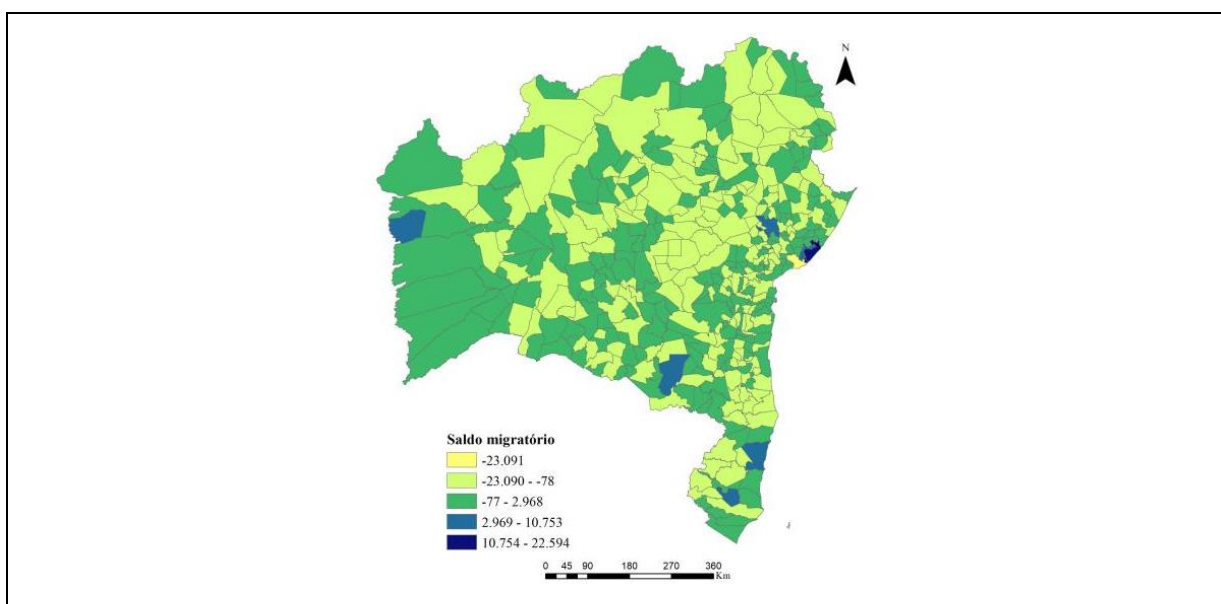 N
Saldo migratório
-23.091
-23.090 - -78
-77 - 2.968
2.969 - 10.753
10.754 - 22.594
0 45 90 180 270 360
Km